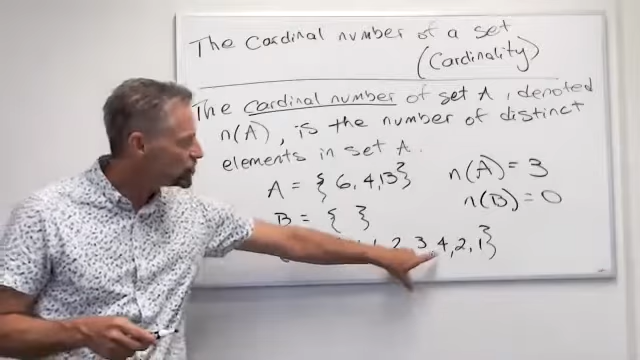 The Cardinal number of a set
(Cardinality)
The cardinal number of set A, denoted
n(A), is the number of distinct
elements in set A.
A = {6, 4, 13}
n(A) = 3
B = { }
n(B) = 0
2, 3, 4, 2, 1}